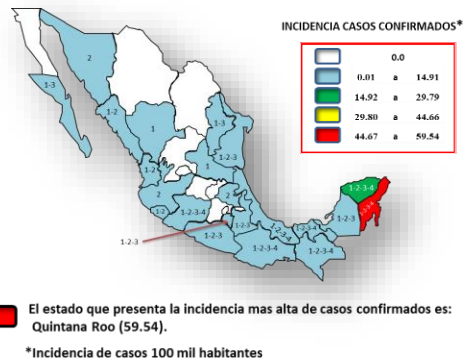 INCIDENCIA CASOS CONFIRMADOS*
0.0
0.01 a 14.91
14.92 a 29.79
29.80 a 44.66
44.67 a 59.54
2
1-3
1-2
1
1-2-3
1
2
2
1-2-3-4
1-2-3
1-2-3-4
1-2
1-2-3-4
1-2-3
1-2-3
1-2-3-4
1-2-3-4
1-2-3-4
1-2-3
El estado que presenta la incidencia mas alta de casos confirmados es:
Quintana Roo (59.54).
*Incidencia de casos 100 mil habitantes